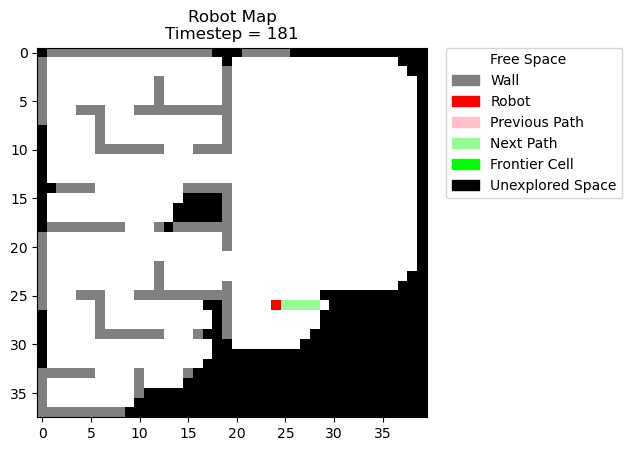 Robot Map
Timestep = 181
Free Space
Wall
Robot
Previous Path
Next Path
Frontier Cell
Unexplored Space
0
5
10
15
20
25
30
35
0
5
10
15
20
25
30
35